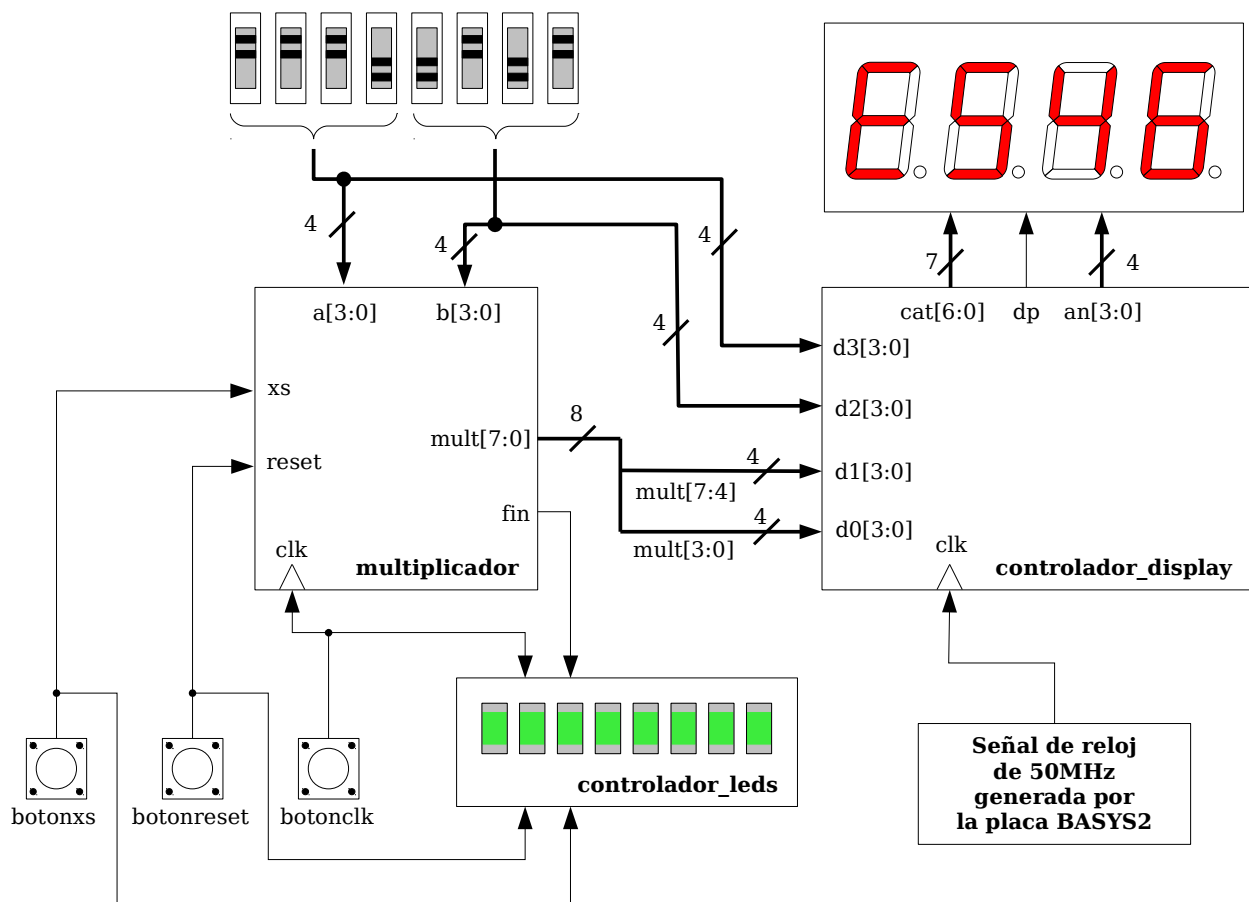 E546
4
4
4
4
7
4
a[3:0]
b[3:0]
cat[6:0]
dp
an[3:0]
d3[3:0]
xs
d2[3:0]
8
mult[7:0]
reset
4
d1[3:0]
mult[7:4]
fin
4
d0[3:0]
mult[3:0]
clk
clk
multiplicador
controlador_display
Señal de reloj
de 50MHz
generada por
la placa BASYS2
controlador_leds
botonxs
botonreset
botonclk